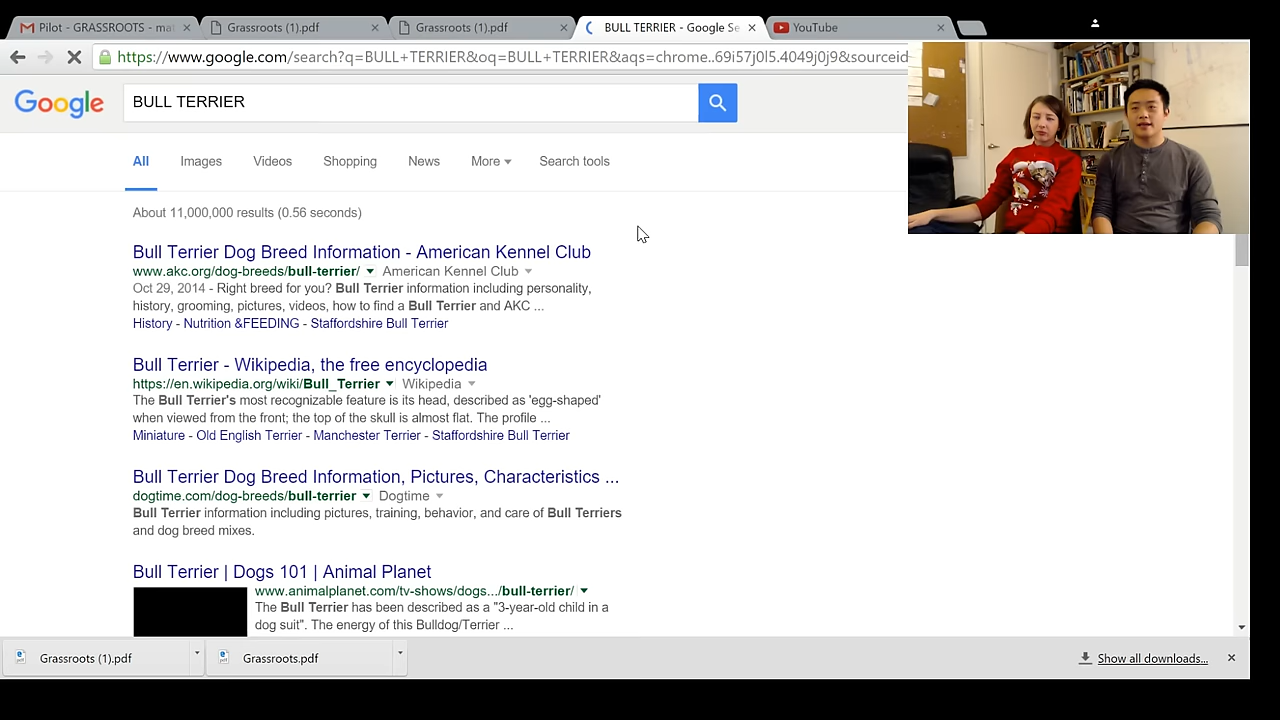 Pilot - GRASSROOTS - ma
Grassroots (1).pdf
Grassroots (1).pdf
BULL TERRIER - Google Se
YouTube
https://www.google.com/search?q=BULL+TERRIER&oq=BULL+TERRIER&aqs=chrome..69i57j0l5.4049j0j9&sourceid
Google
BULL TERRIER
All Images Videos Shopping News More Search tools
About 11,000,000 results (0.56 seconds)
Bull Terrier Dog Breed Information - American Kennel Club
www.akc.org/dog-breeds/bull-terrier/ American Kennel Club
Oct 29, 2014 - Right breed for you? Bull Terrier information including personality,
history, grooming, pictures, videos, how to find a Bull Terrier and AKC ...
History - Nutrition &FEEDING - Staffordshire Bull Terrier
Bull Terrier - Wikipedia, the free encyclopedia
https://en.wikipedia.org/wiki/Bull_Terrier Wikipedia
The Bull Terrier's most recognizable feature is its head, described as 'egg-shaped'
when viewed from the front; the top of the skull is almost flat. The profile ...
Miniature - Old English Terrier - Manchester Terrier - Staffordshire Bull Terrier
Bull Terrier Dog Breed Information, Pictures, Characteristics ...
dogtime.com/dog-breeds/bull-terrier Dogtime
Bull Terrier information including pictures, training, behavior, and care of Bull Terriers
and dog breed mixes.
Bull Terrier | Dogs 101 | Animal Planet
www.animalplanet.com/tv-shows/dogs.../bull-terrier/
The Bull Terrier has been described as a "3-year-old child in a
dog suit". The energy of this Bulldog/Terrier ...
Grassroots (1).pdf
Grassroots.pdf
Show all downloads...